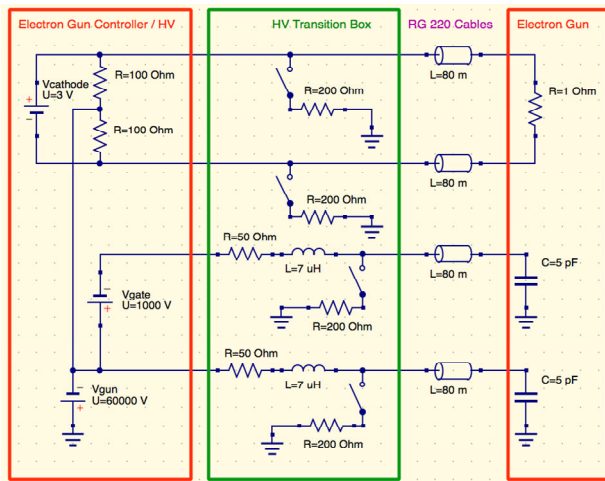 Electron Gun Controller / HV
HV Transition Box
RG 220 Cables
Electron Gun
Vcathode
U=3 V
+
−
R=100 Ohm
R=100 Ohm
R=200 Ohm
L=80 m
R=1 Ohm
R=200 Ohm
L=80 m
R=50 Ohm
L=7 uH
L=80 m
C=5 pF
−
+
Vgate
U=1000 V
R=200 Ohm
R=50 Ohm
L=7 uH
L=80 m
C=5 pF
−
+
Vgun
U=60000 V
R=200 Ohm